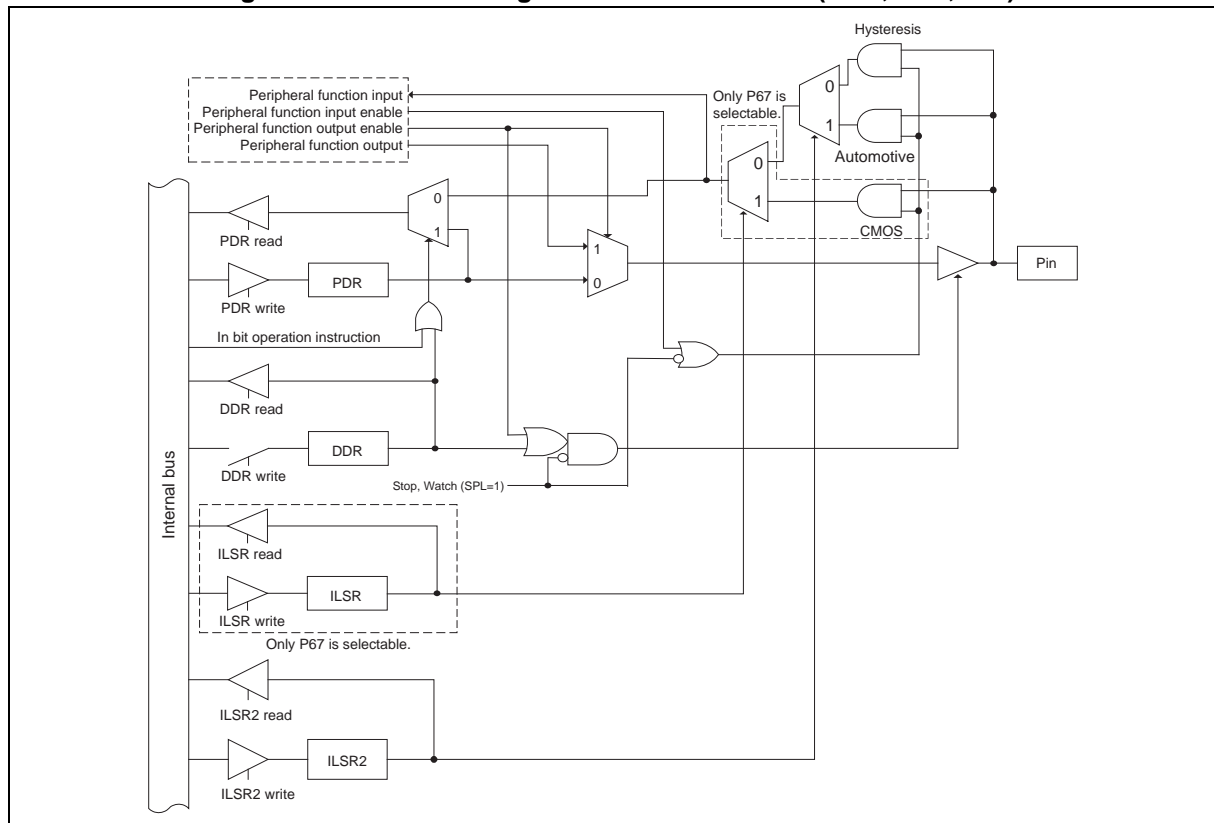 Hysteresis
0
1
Automotive
Only P67 is
selectable.
0
1
CMOS
Peripheral function input
Peripheral function input enable
Peripheral function output enable
Peripheral function output
0
1
PDR read
1
0
Pin
PDR
PDR write
In bit operation instruction
DDR read
DDR
DDR write
Stop, Watch (SPL=1)
Internal bus
ILSR read
ILSR
ILSR write
Only P67 is selectable.
ILSR2 read
ILSR2
ILSR2 write